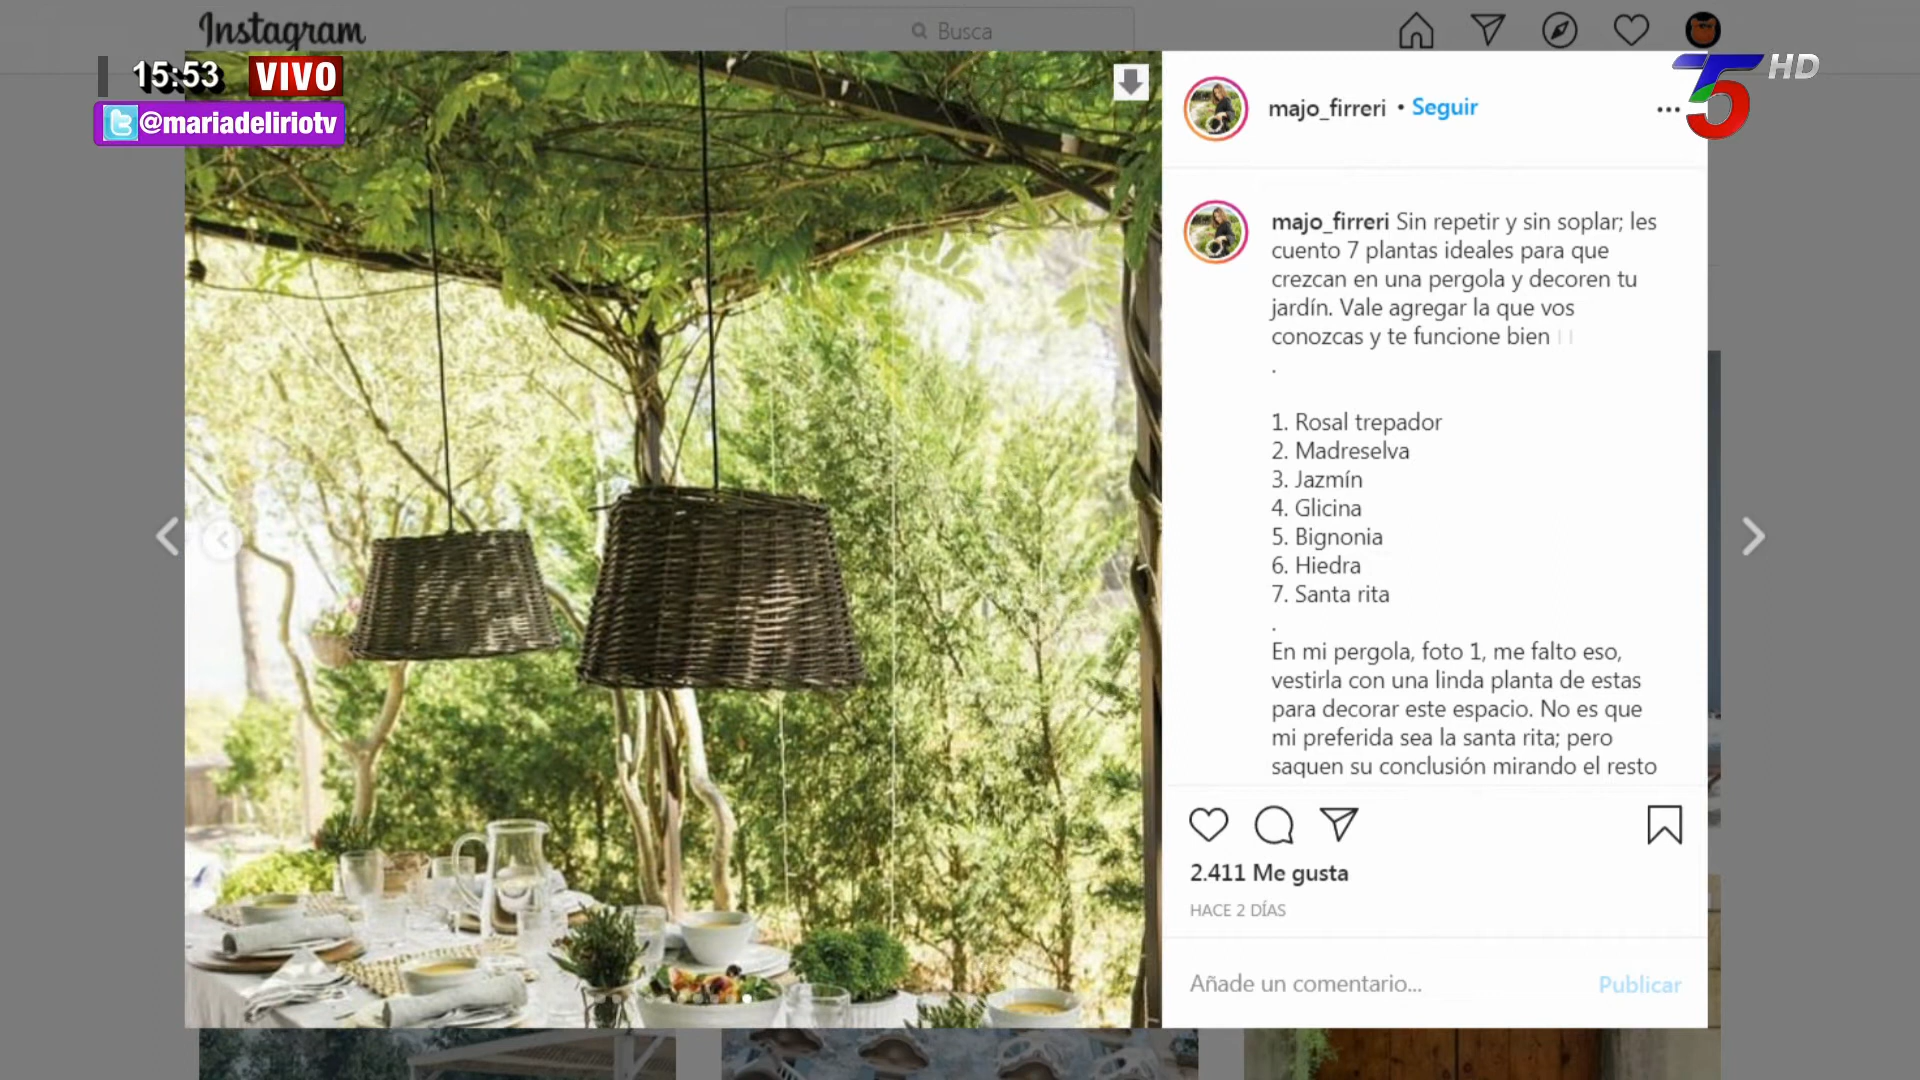 Instagram
Busca
15:53 VIVO
@mariadeliriotv
5 HD
majo_firreri • Seguir
majo_firreri Sin repetir y sin soplar; les
cuento 7 plantas ideales para que
crezcan en una pergola y decoren tu
jardín. Vale agregar la que vos
conozcas y te funcione bien
.
1. Rosal trepador
2. Madreselva
3. Jazmín
4. Glicina
5. Bignonia
6. Hiedra
7. Santa rita
.
En mi pergola, foto 1, me falto eso,
vestirla con una linda planta de estas
para decorar este espacio. No es que
mi preferida sea la santa rita; pero
saquen su conclusión mirando el resto
2.411 Me gusta
HACE 2 DÍAS
Añade un comentario...
Publicar